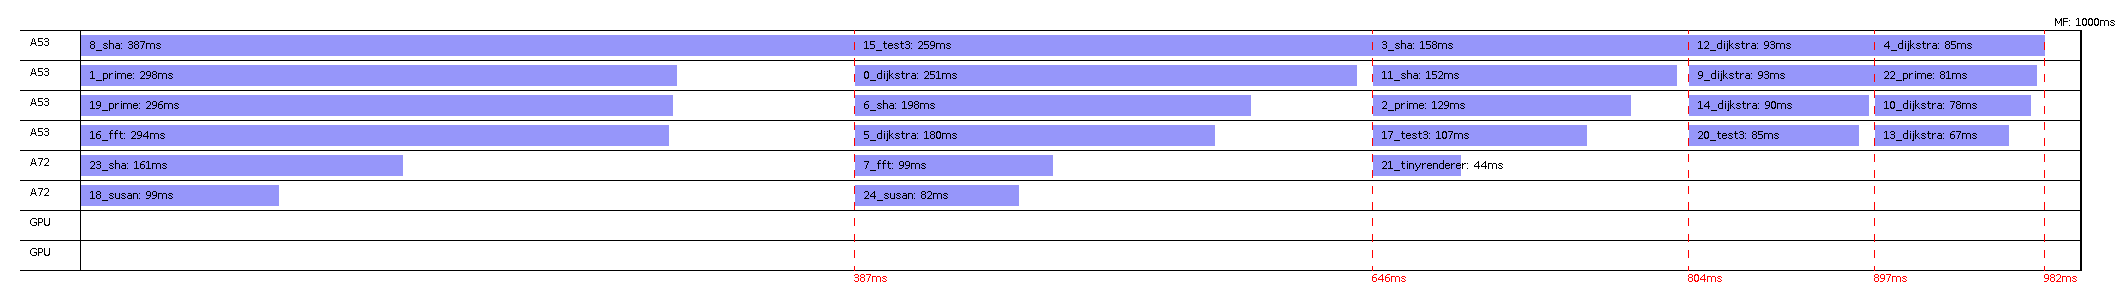 MF: 1000ms
A53 8_sha: 387ms 15_test3: 259ms 3_sha: 158ms 12_dijkstra: 93ms 4_dijkstra: 85ms
A53 1_prime: 298ms 0_dijkstra: 251ms 11_sha: 152ms 9_dijkstra: 93ms 22_prime: 81ms
A53 19_prime: 296ms 6_sha: 198ms 2_prime: 129ms 14_dijkstra: 90ms 10_dijkstra: 78ms
A53 16_fft: 294ms 5_dijkstra: 180ms 17_test3: 107ms 20_test3: 85ms 13_dijkstra: 67ms
A72 23_sha: 161ms 7_fft: 99ms 21_tinyrenderer: 44ms
A72 18_susan: 99ms 24_susan: 82ms
GPU
GPU
387ms 646ms 804ms 897ms 982ms